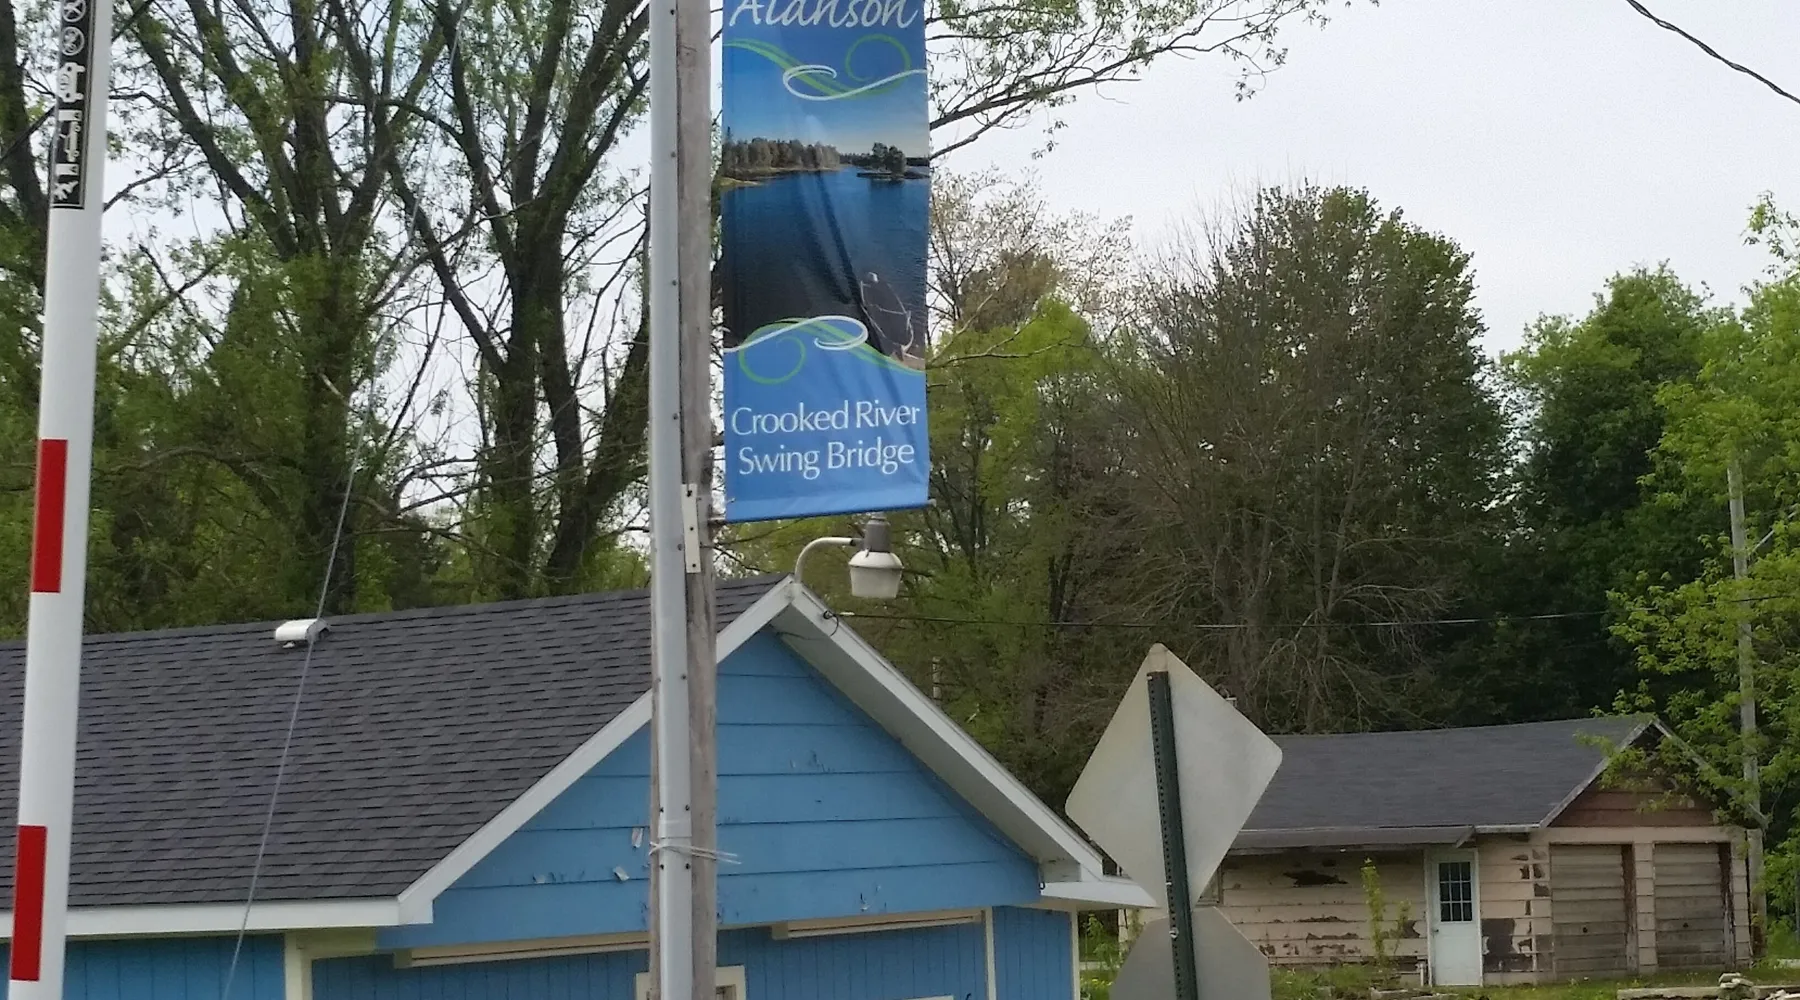 Alanson
Crooked River
Swing Bridge